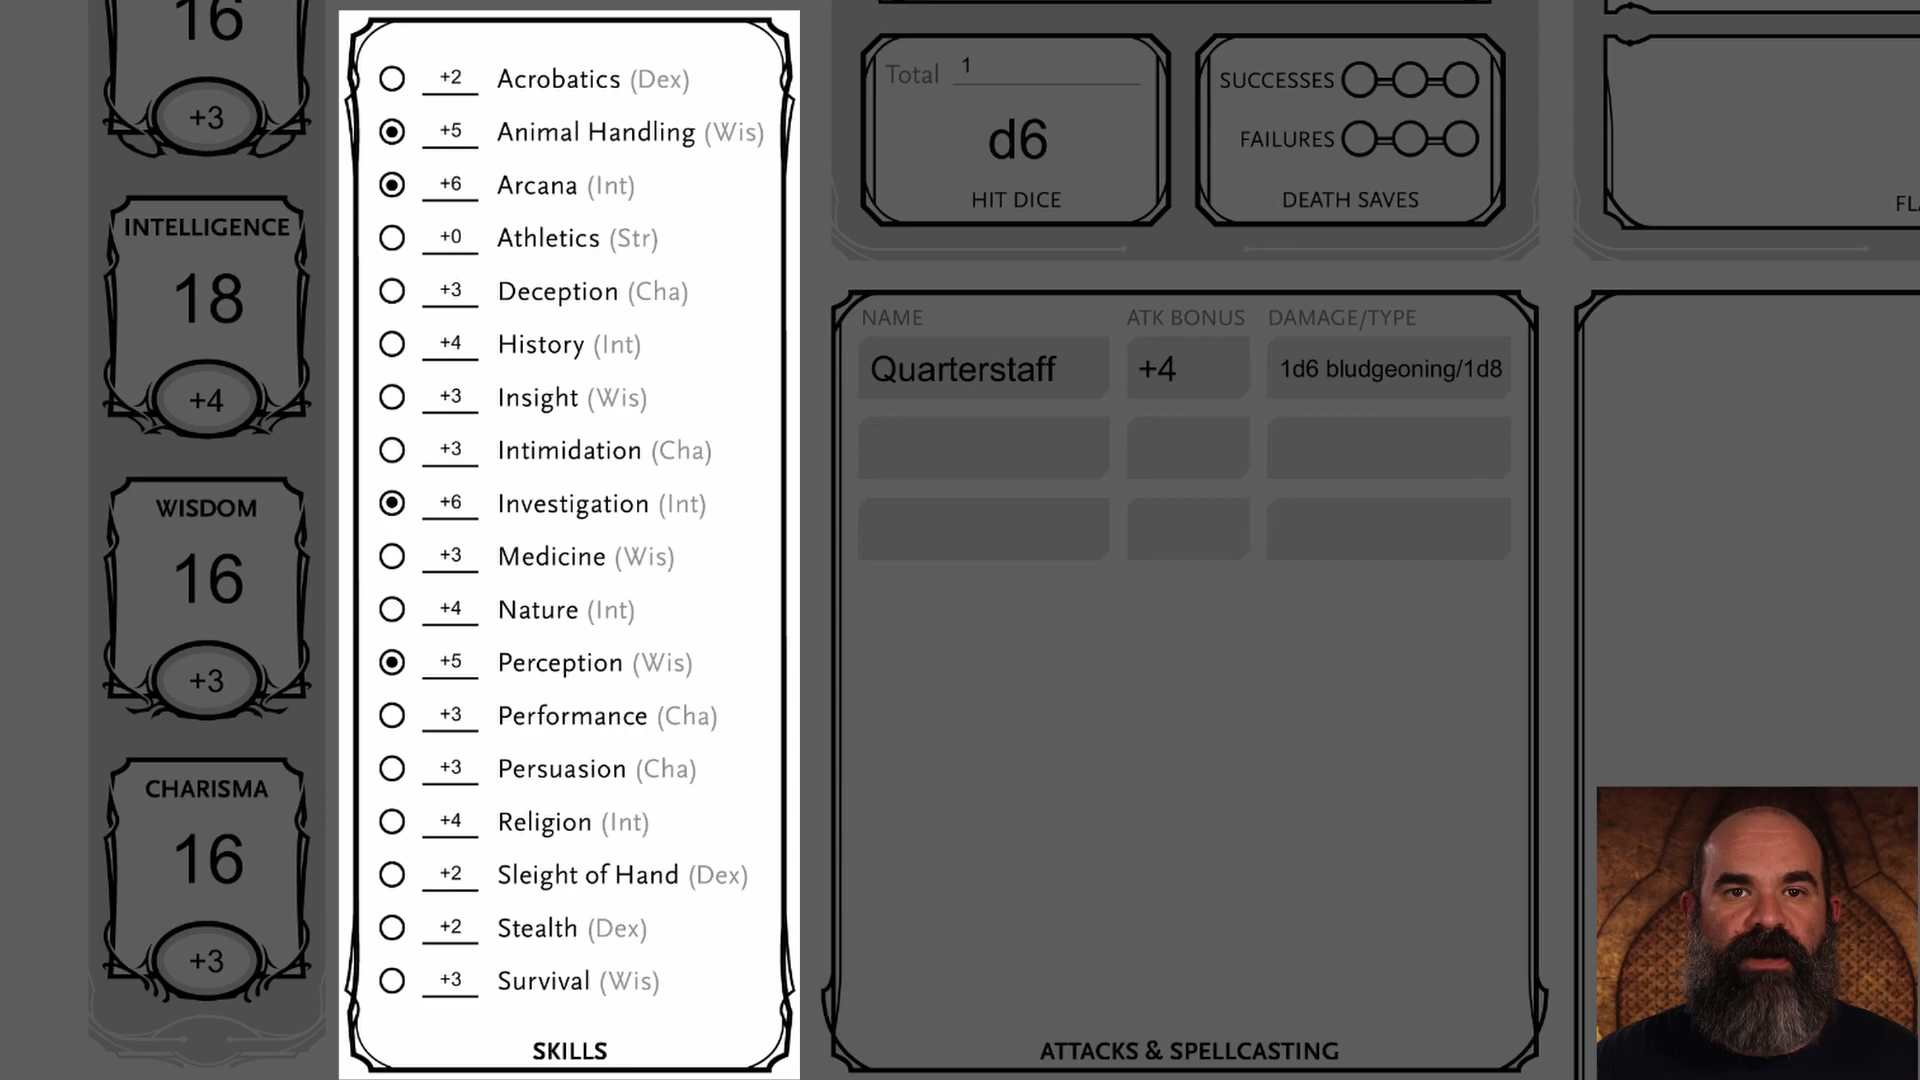 16
+3
INTELLIGENCE
18
+4
WISDOM
16
+3
CHARISMA
16
+3
+2 Acrobatics (Dex)
+5 Animal Handling (Wis)
+6 Arcana (Int)
+0 Athletics (Str)
+3 Deception (Cha)
+4 History (Int)
+3 Insight (Wis)
+3 Intimidation (Cha)
+6 Investigation (Int)
+3 Medicine (Wis)
+4 Nature (Int)
+5 Perception (Wis)
+3 Performance (Cha)
+3 Persuasion (Cha)
+4 Religion (Int)
+2 Sleight of Hand (Dex)
+2 Stealth (Dex)
+3 Survival (Wis)
SKILLS
Total 1
d6
HIT DICE
SUCCESSES
FAILURES
DEATH SAVES
FL
NAME ATK BONUS DAMAGE/TYPE
Quarterstaff +4 1d6 bludgeoning/1d8
ATTACKS & SPELLCASTING